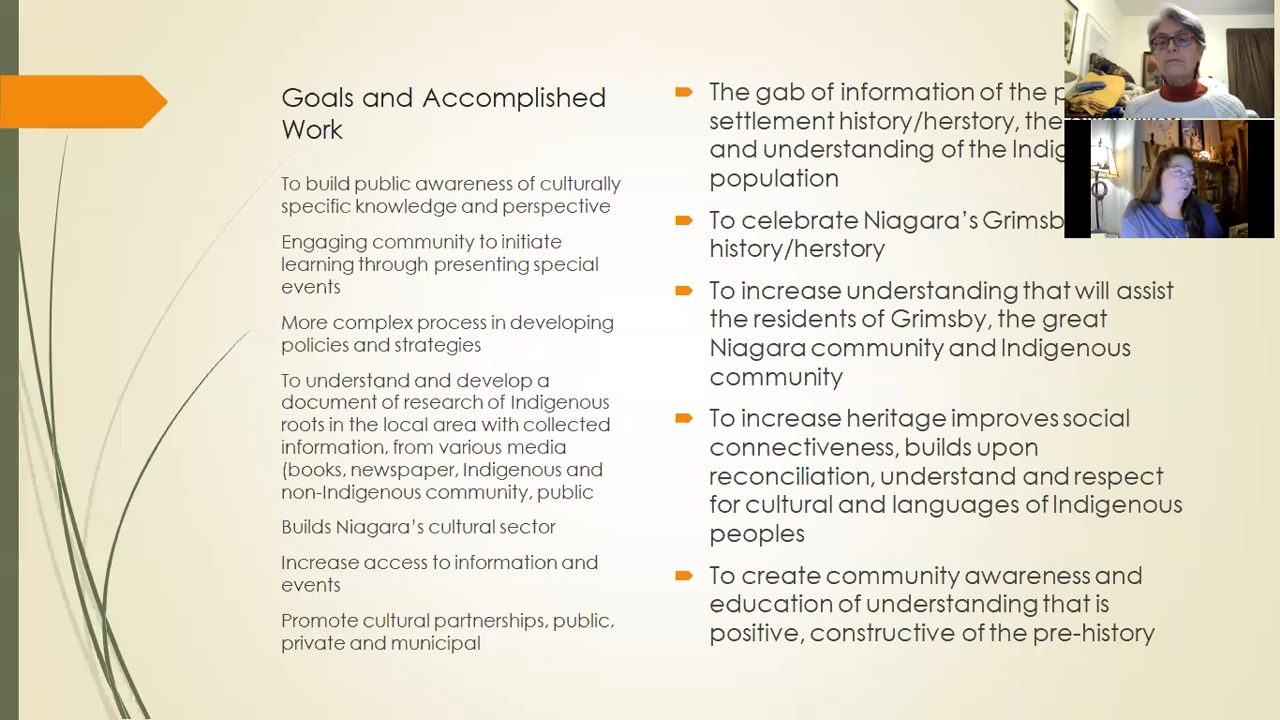 Goals and Accomplished
Work
To build public awareness of culturally
specific knowledge and perspective
Engaging community to initiate
learning through presenting special
events
More complex process in developing
policies and strategies
To understand and develop a
document of research of Indigenous
roots in the local area with collected
information, from various media
(books, newspaper, Indigenous and
non-Indigenous community, public
Builds Niagara's cultural sector
Increase access to information and
events
Promote cultural partnerships, public,
private and municipal
The gab of information of the
settlement history/herstory, the
and understanding of the
population
To celebrate Niagara's
history/herstory
To increase understanding that will assist
the residents of Grimsby, the great
Niagara community and Indigenous
community
To increase heritage improves social
connectiveness, builds upon
reconciliation, understand and respect
for cultural and languages of Indigenous
peoples
To create community awareness and
education of understanding that is
positive, constructive of the pre-history